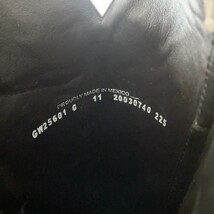 PROUDLY MADE IN MEXICO
GW25601 G 11 20030740 225